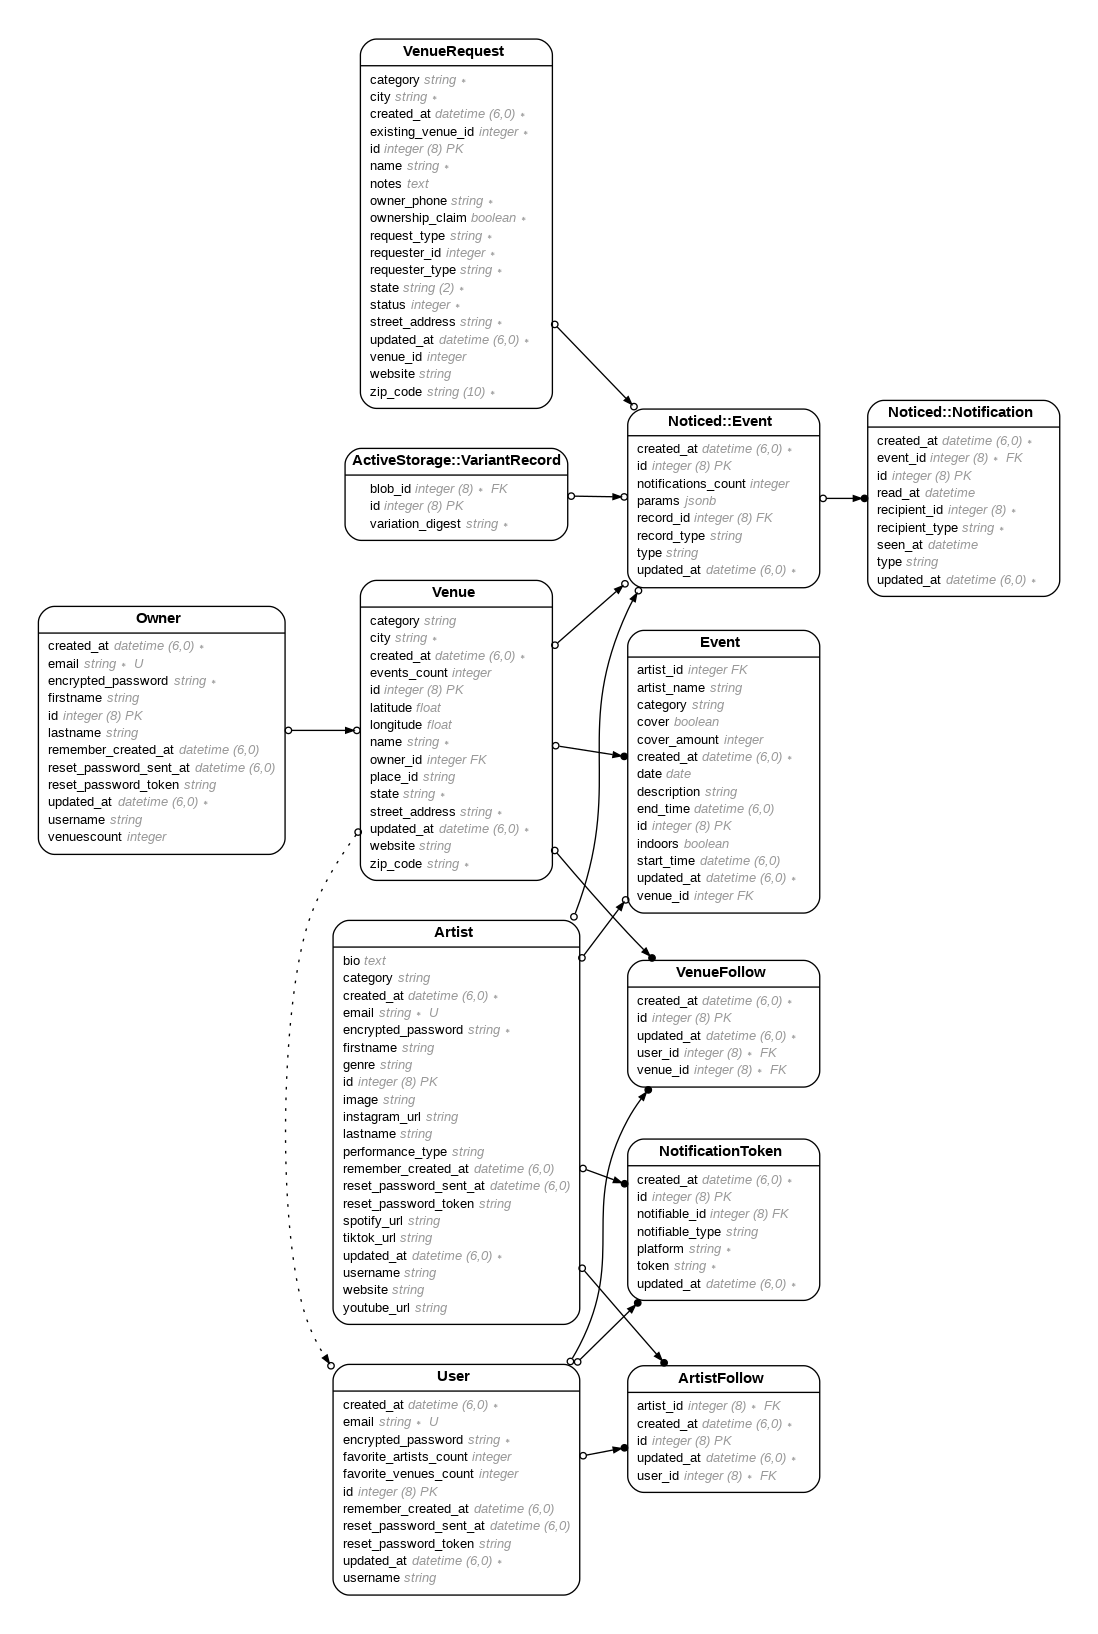 VenueRequest
category string ∗
city string ∗
created_at datetime (6,0) ∗
existing_venue_id integer ∗
id integer (8) PK
name string ∗
notes text
owner_phone string ∗
ownership_claim boolean ∗
request_type string ∗
requester_id integer ∗
requester_type string ∗
state string (2) ∗
status integer ∗
street_address string ∗
updated_at datetime (6,0) ∗
venue_id integer
website string
zip_code string (10) ∗
Noticed::Event
created_at datetime (6,0) ∗
id integer (8) PK
notifications_count integer
params jsonb
record_id integer (8) FK
record_type string
type string
updated_at datetime (6,0) ∗
Noticed::Notification
created_at datetime (6,0) ∗
event_id integer (8) ∗ FK
id integer (8) PK
read_at datetime
recipient_id integer (8) ∗
recipient_type string ∗
seen_at datetime
type string
updated_at datetime (6,0) ∗
ActiveStorage::VariantRecord
blob_id integer (8) ∗ FK
id integer (8) PK
variation_digest string ∗
Owner
created_at datetime (6,0) ∗
email string ∗ U
encrypted_password string ∗
firstname string
id integer (8) PK
lastname string
remember_created_at datetime (6,0)
reset_password_sent_at datetime (6,0)
reset_password_token string
updated_at datetime (6,0) ∗
username string
venuescount integer
Venue
category string
city string ∗
created_at datetime (6,0) ∗
events_count integer
id integer (8) PK
latitude float
longitude float
name string ∗
owner_id integer FK
place_id string
state string ∗
street_address string ∗
updated_at datetime (6,0) ∗
website string
zip_code string ∗
Event
artist_id integer FK
artist_name string
category string
cover boolean
cover_amount integer
created_at datetime (6,0) ∗
date date
description string
end_time datetime (6,0)
id integer (8) PK
indoors boolean
start_time datetime (6,0)
updated_at datetime (6,0) ∗
venue_id integer FK
Artist
bio text
category string
created_at datetime (6,0) ∗
email string ∗ U
encrypted_password string ∗
firstname string
genre string
id integer (8) PK
image string
instagram_url string
lastname string
performance_type string
remember_created_at datetime (6,0)
reset_password_sent_at datetime (6,0)
reset_password_token string
spotify_url string
tiktok_url string
updated_at datetime (6,0) ∗
username string
website string
youtube_url string
VenueFollow
created_at datetime (6,0) ∗
id integer (8) PK
updated_at datetime (6,0) ∗
user_id integer (8) ∗ FK
venue_id integer (8) ∗ FK
NotificationToken
created_at datetime (6,0) ∗
id integer (8) PK
notifiable_id integer (8) FK
notifiable_type string
platform string ∗
token string ∗
updated_at datetime (6,0) ∗
User
created_at datetime (6,0) ∗
email string ∗ U
encrypted_password string ∗
favorite_artists_count integer
favorite_venues_count integer
id integer (8) PK
remember_created_at datetime (6,0)
reset_password_sent_at datetime (6,0)
reset_password_token string
updated_at datetime (6,0) ∗
username string
ArtistFollow
artist_id integer (8) ∗ FK
created_at datetime (6,0) ∗
id integer (8) PK
updated_at datetime (6,0) ∗
user_id integer (8) ∗ FK